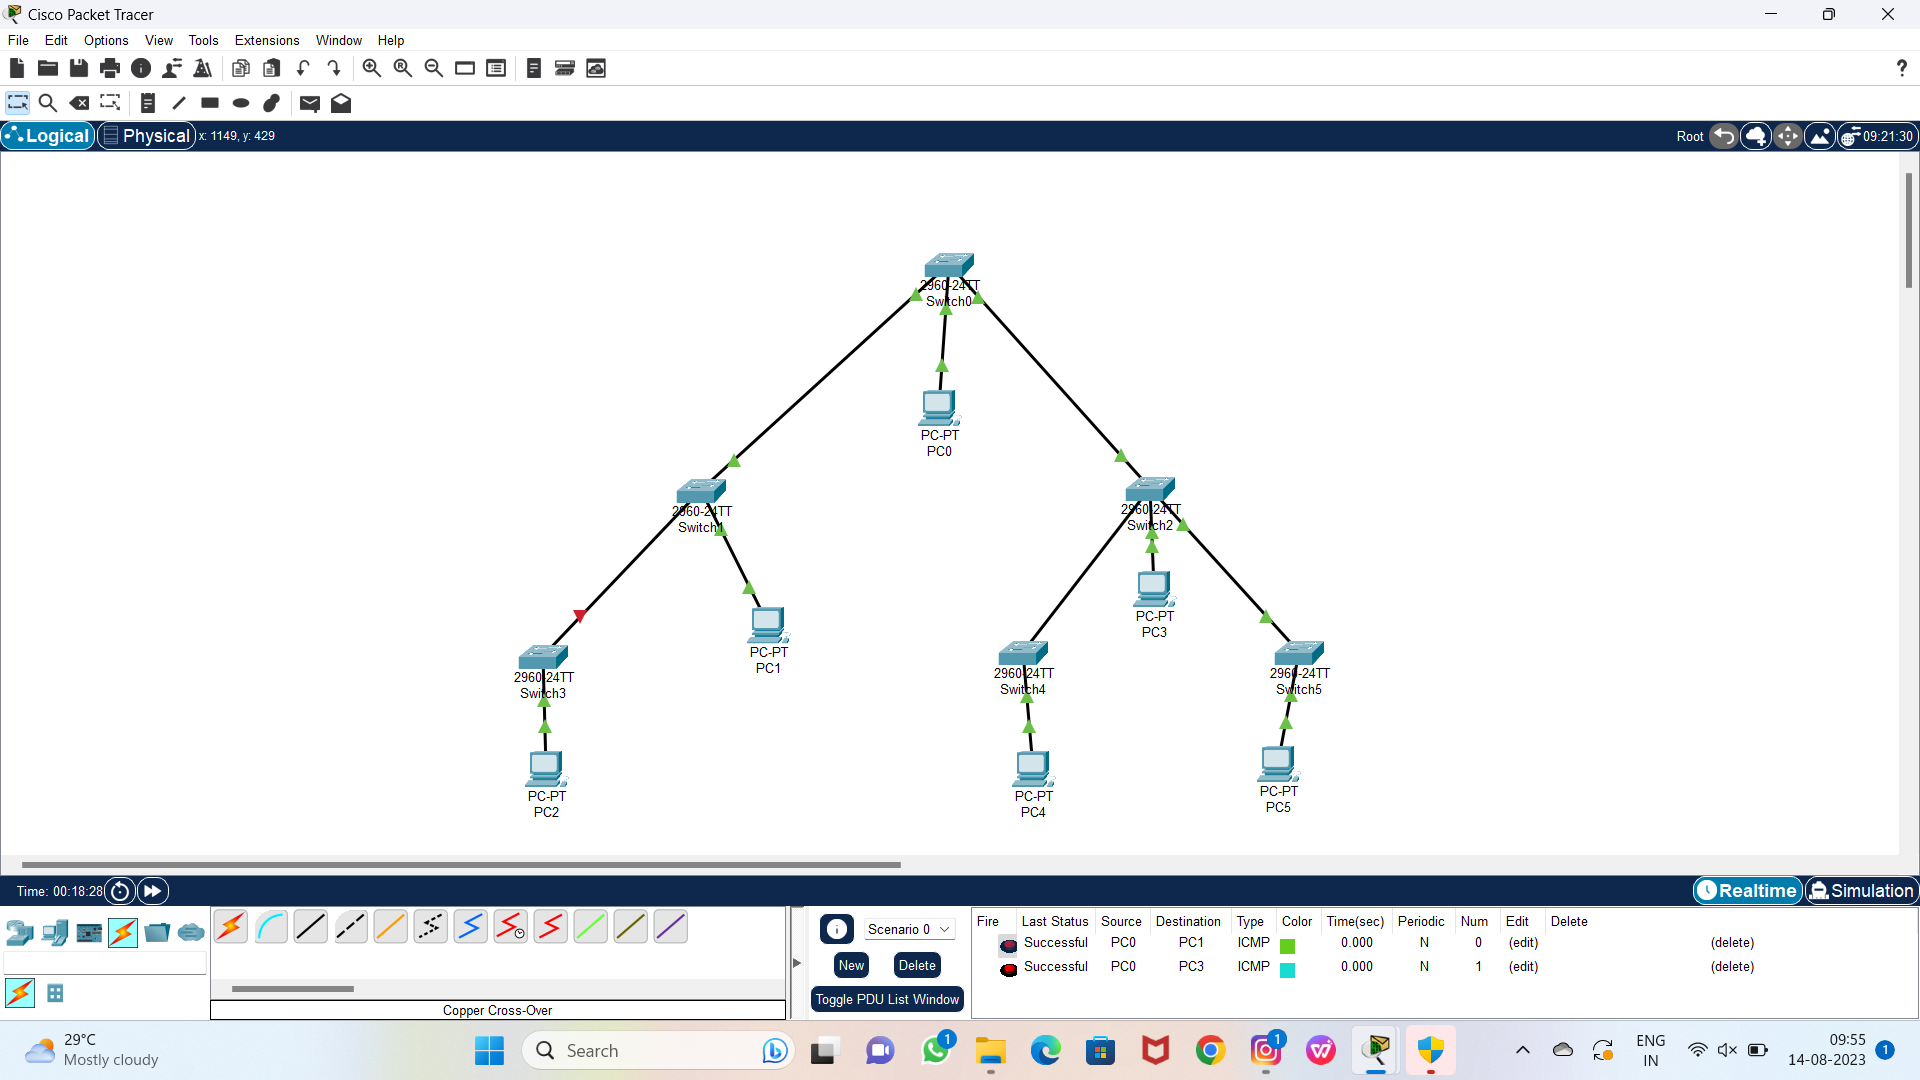 Cisco Packet Tracer
File Edit Options View Tools Extensions Window Help
Logical Physical x: 1149, y: 429 Root 09:21:30
2960-24TT
Switch0
PC-PT
PC0
2960-24TT
Switch1
2960-24TT
Switch2
PC-PT
PC3
PC-PT
PC1
2960-24TT
Switch3
2960-24TT
Switch4
2960-24TT
Switch5
PC-PT
PC2
PC-PT
PC4
PC-PT
PC5
Time: 00:18:28 Realtime Simulation
Scenario 0
New Delete
Toggle PDU List Window
Fire Last Status Source Destination Type Color Time(sec) Periodic Num Edit Delete
Successful PC0 PC1 ICMP 0.000 N 0 (edit) (delete)
Successful PC0 PC3 ICMP 0.000 N 1 (edit) (delete)
Copper Cross-Over
29°C
Mostly cloudy
Search
1
1
ENG
IN
09:55
14-08-2023
1